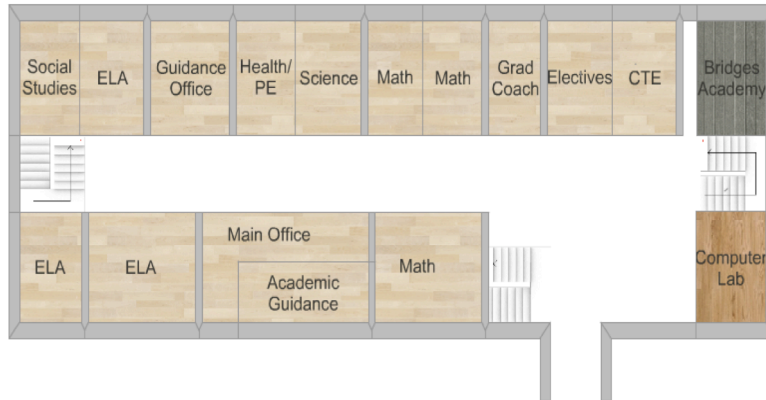 Social
Studies
ELA
Guidance
Office
Health/
PE
Science
Math
Math
Grad
Coach
Electives
CTE
Bridges
Academy
ELA
ELA
Main Office
Academic
Guidance
Math
Computer
Lab